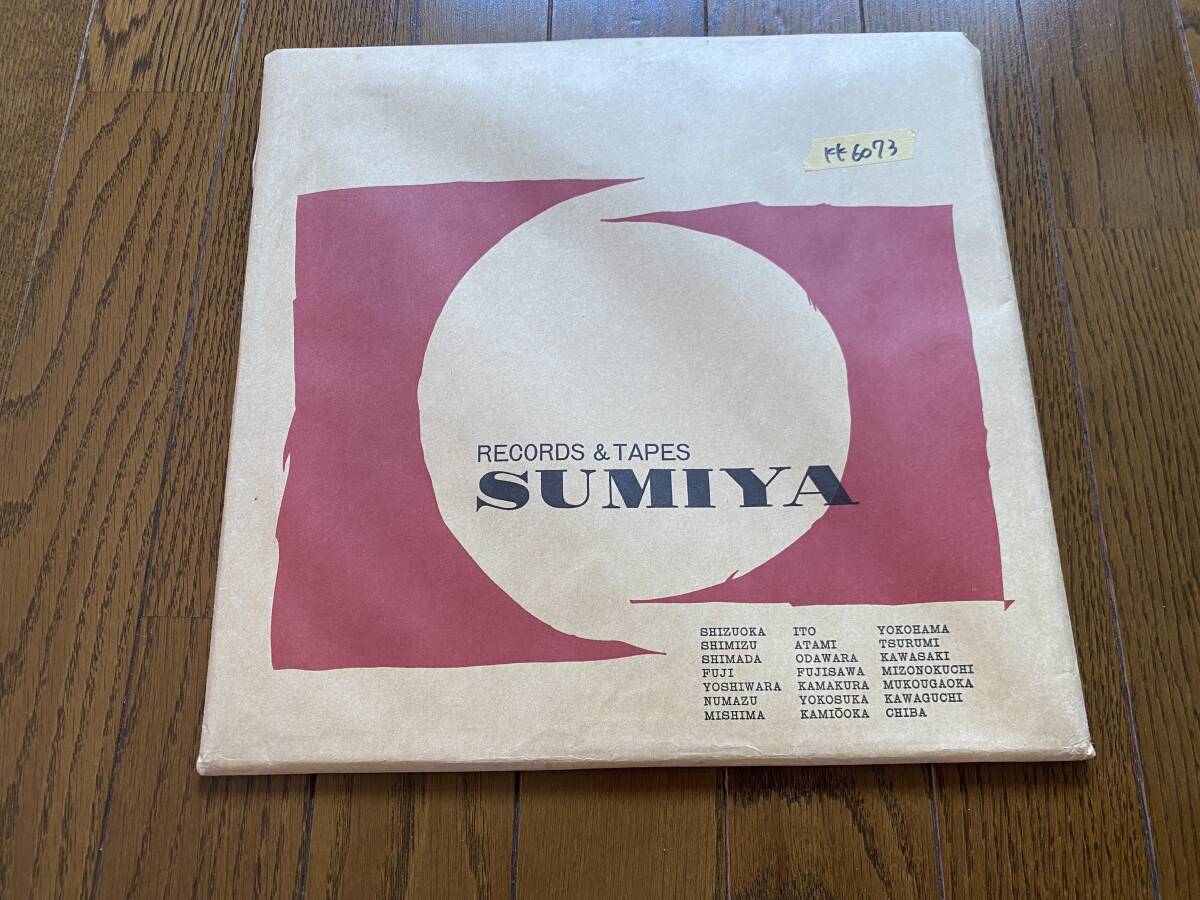 KK6073
RECORDS & TAPES
SUMIYA
SHIZUOKA ITO YOKOHAMA
SHIMIZU ATAMI TSURUMI
SHIMADA ODAWARA KAWASAKI
FUJI FUJISAWA MIZONOKUCHI
YOSHIWARA KAMAKURA MUKOUGAOKA
NUMAZU YOKOSUKA KAWAGUCHI
MISHIMA KAMIŌOKA CHIBA